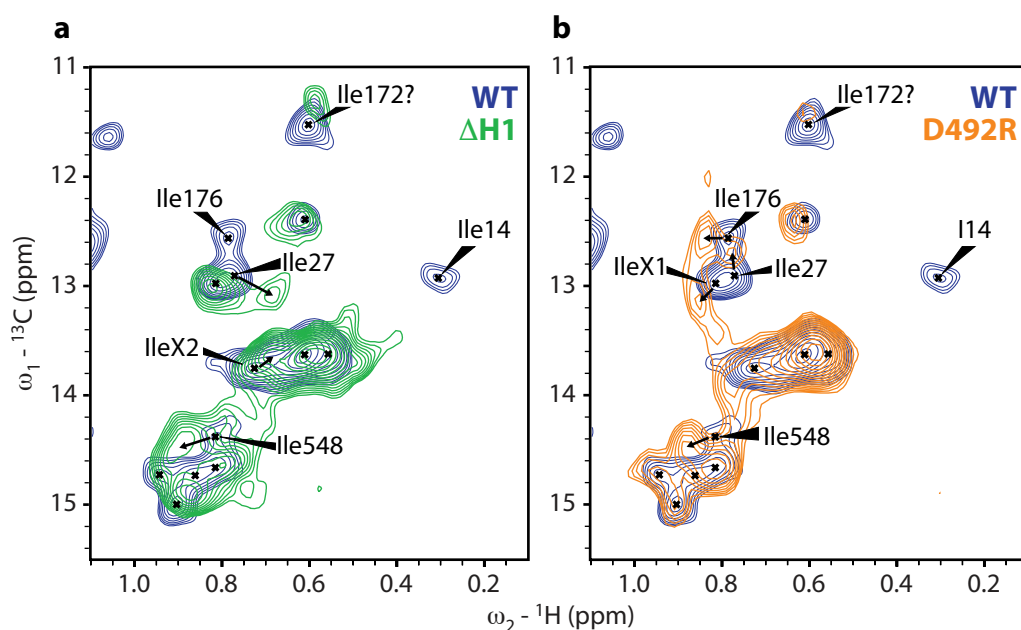 a
b
WT
ΔH1
WT
D492R
Ile172?
Ile172?
Ile176
Ile176
Ile14
I14
Ile27
IleX1
Ile27
IleX2
Ile548
Ile548
11
12
13
14
15
11
12
13
14
15
1.0 0.8 0.6 0.4 0.2
1.0 0.8 0.6 0.4 0.2
ω1 - 13C (ppm)
ω2 - 1H (ppm)